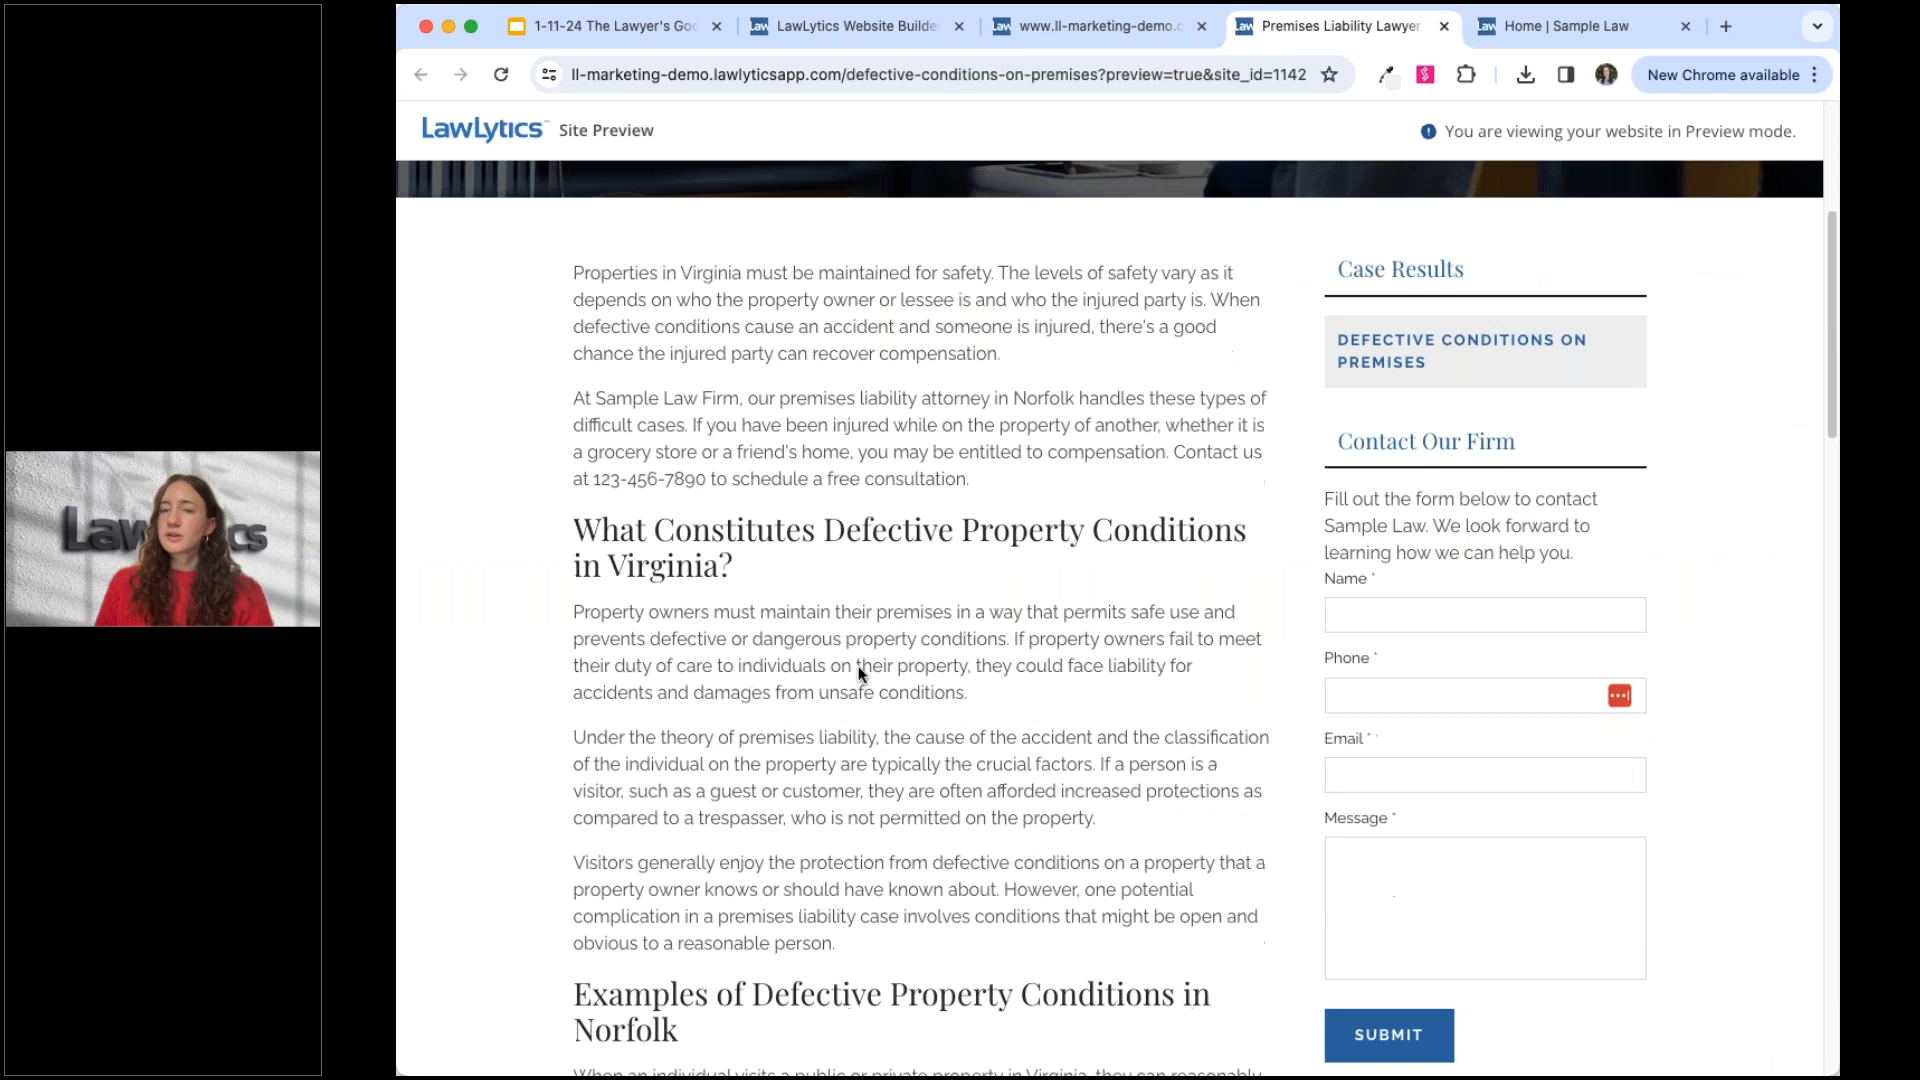 1-11-24 The Lawyer's Goo
LawLytics Website Builde
www.ll-marketing-demo.c
Premises Liability Lawyer
Home | Sample Law
ll-marketing-demo.lawlyticsapp.com/defective-conditions-on-premises?preview=true&site_id=1142
New Chrome available
LawLytics Site Preview
You are viewing your website in Preview mode.
Properties in Virginia must be maintained for safety. The levels of safety vary as it
depends on who the property owner or lessee is and who the injured party is. When
defective conditions cause an accident and someone is injured, there's a good
chance the injured party can recover compensation.
At Sample Law Firm, our premises liability attorney in Norfolk handles these types of
difficult cases. If you have been injured while on the property of another, whether it is
a grocery store or a friend's home, you may be entitled to compensation. Contact us
at 123-456-7890 to schedule a free consultation.
What Constitutes Defective Property Conditions
in Virginia?
Property owners must maintain their premises in a way that permits safe use and
prevents defective or dangerous property conditions. If property owners fail to meet
their duty of care to individuals on their property, they could face liability for
accidents and damages from unsafe conditions.
Under the theory of premises liability, the cause of the accident and the classification
of the individual on the property are typically the crucial factors. If a person is a
visitor, such as a guest or customer, they are often afforded increased protections as
compared to a trespasser, who is not permitted on the property.
Visitors generally enjoy the protection from defective conditions on a property that a
property owner knows or should have known about. However, one potential
complication in a premises liability case involves conditions that might be open and
obvious to a reasonable person.
Examples of Defective Property Conditions in
Norfolk
When an individual visits a public or private property in Virginia, they can reasonably
Case Results
DEFECTIVE CONDITIONS ON
PREMISES
Contact Our Firm
Fill out the form below to contact
Sample Law. We look forward to
learning how we can help you.
Name *
Phone *
Email *
Message *
SUBMIT